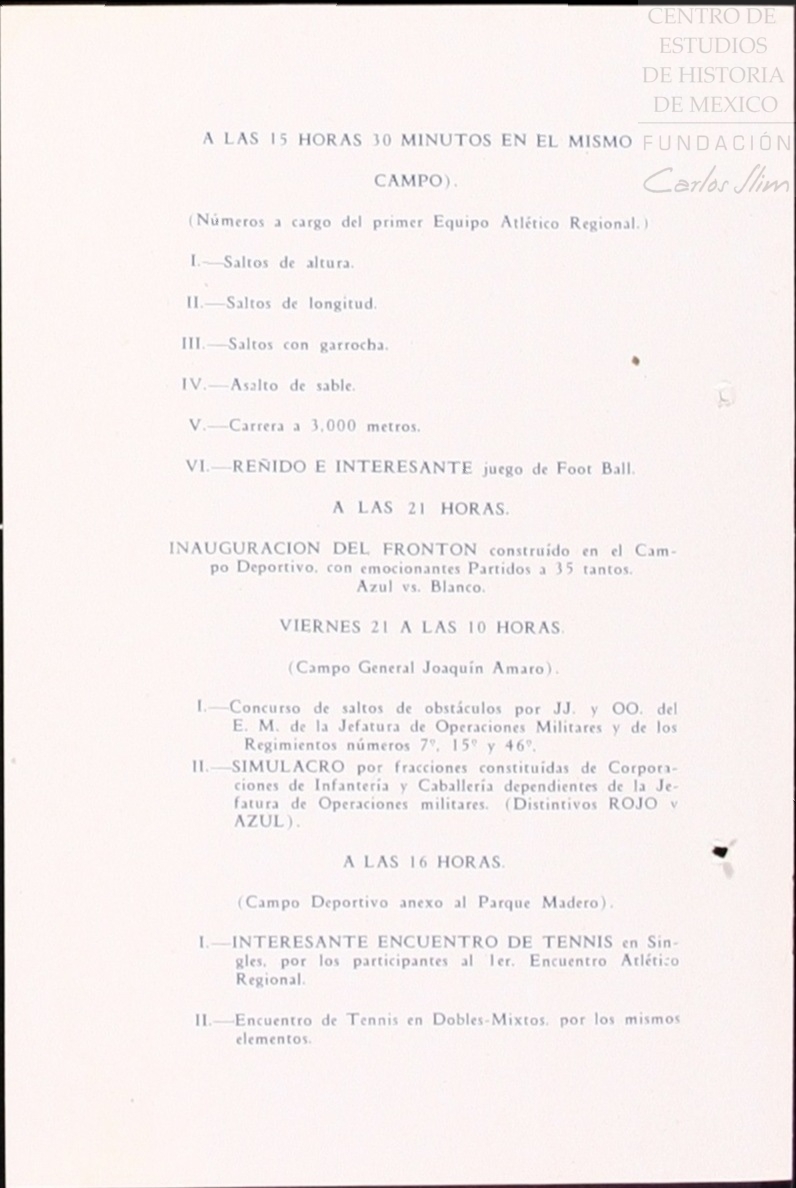 CENTRO DE
ESTUDIOS
DE HISTORIA
DE MEXICO
FUNDACIÓN
Carlos Slim
A LAS 15 HORAS 30 MINUTOS EN EL MISMO
CAMPO).
(Números a cargo del primer Equipo Atlético Regional.)
I.—Saltos de altura.
II.—Saltos de longitud.
III.—Saltos con garrocha.
IV.—Asalto de sable.
V.—Carrera a 3,000 metros.
VI.—REÑIDO E INTERESANTE juego de Foot Ball.
A LAS 21 HORAS.
INAUGURACION DEL FRONTON construído en el Cam-
po Deportivo, con emocionantes Partidos a 35 tantos.
Azul vs. Blanco.
VIERNES 21 A LAS 10 HORAS.
(Campo General Joaquín Amaro).
I.—Concurso de saltos de obstáculos por JJ. y OO. del
E. M. de la Jefatura de Operaciones Militares y de los
Regimientos números 7º, 15º y 46º.
II.—SIMULACRO por fracciones constituídas de Corpora-
ciones de Infantería y Caballería dependientes de la Je-
fatura de Operaciones militares. (Distintivos ROJO y
AZUL).
A LAS 16 HORAS.
(Campo Deportivo anexo al Parque Madero).
I.—INTERESANTE ENCUENTRO DE TENNIS en Sin-
gles, por los participantes al 1er. Encuentro Atlético
Regional.
II.—Encuentro de Tennis en Dobles-Mixtos, por los mismos
elementos.